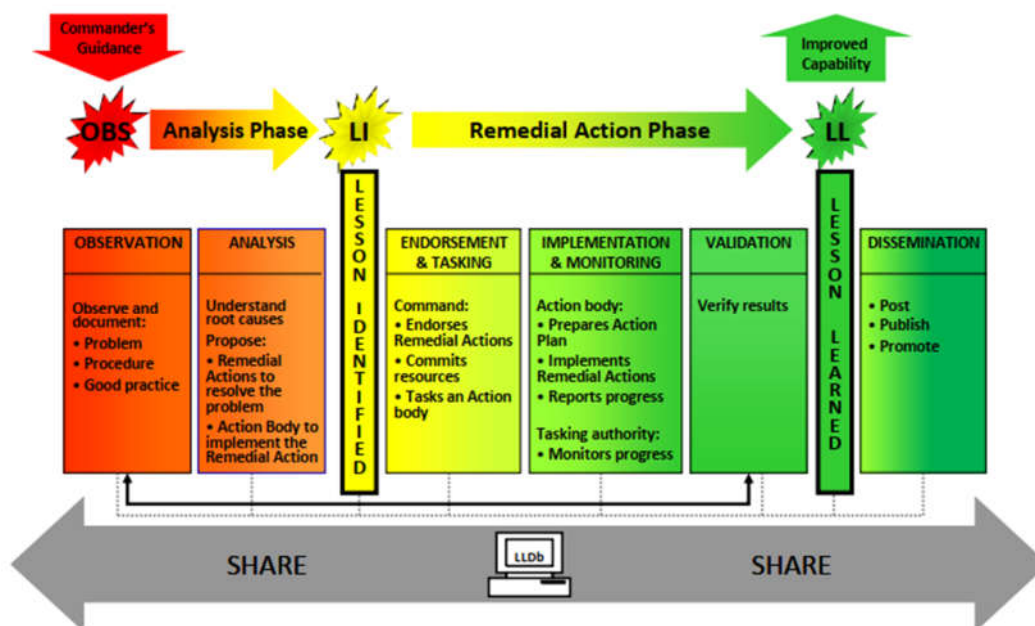 Commander's
Guidance
Improved
Capability
OBS
Analysis Phase
LI
Remedial Action Phase
LL
OBSERVATION
Observe and
document:
• Problem
• Procedure
• Good practice
ANALYSIS
Understand
root causes
Propose:
• Remedial
Actions to
resolve the
problem
• Action Body to
implement the
Remedial Action
LESSON IDENTIFIED
ENDORSEMENT
& TASKING
Command:
• Endorses
Remedial Actions
• Commits
resources
• Tasks an Action
body
IMPLEMENTATION
& MONITORING
Action body:
• Prepares Action
Plan
• Implements
Remedial Actions
• Reports progress
Tasking authority:
• Monitors progress
VALIDATION
Verify results
LESSON LEARNED
DISSEMINATION
• Post
• Publish
• Promote
SHARE
LLDb
SHARE